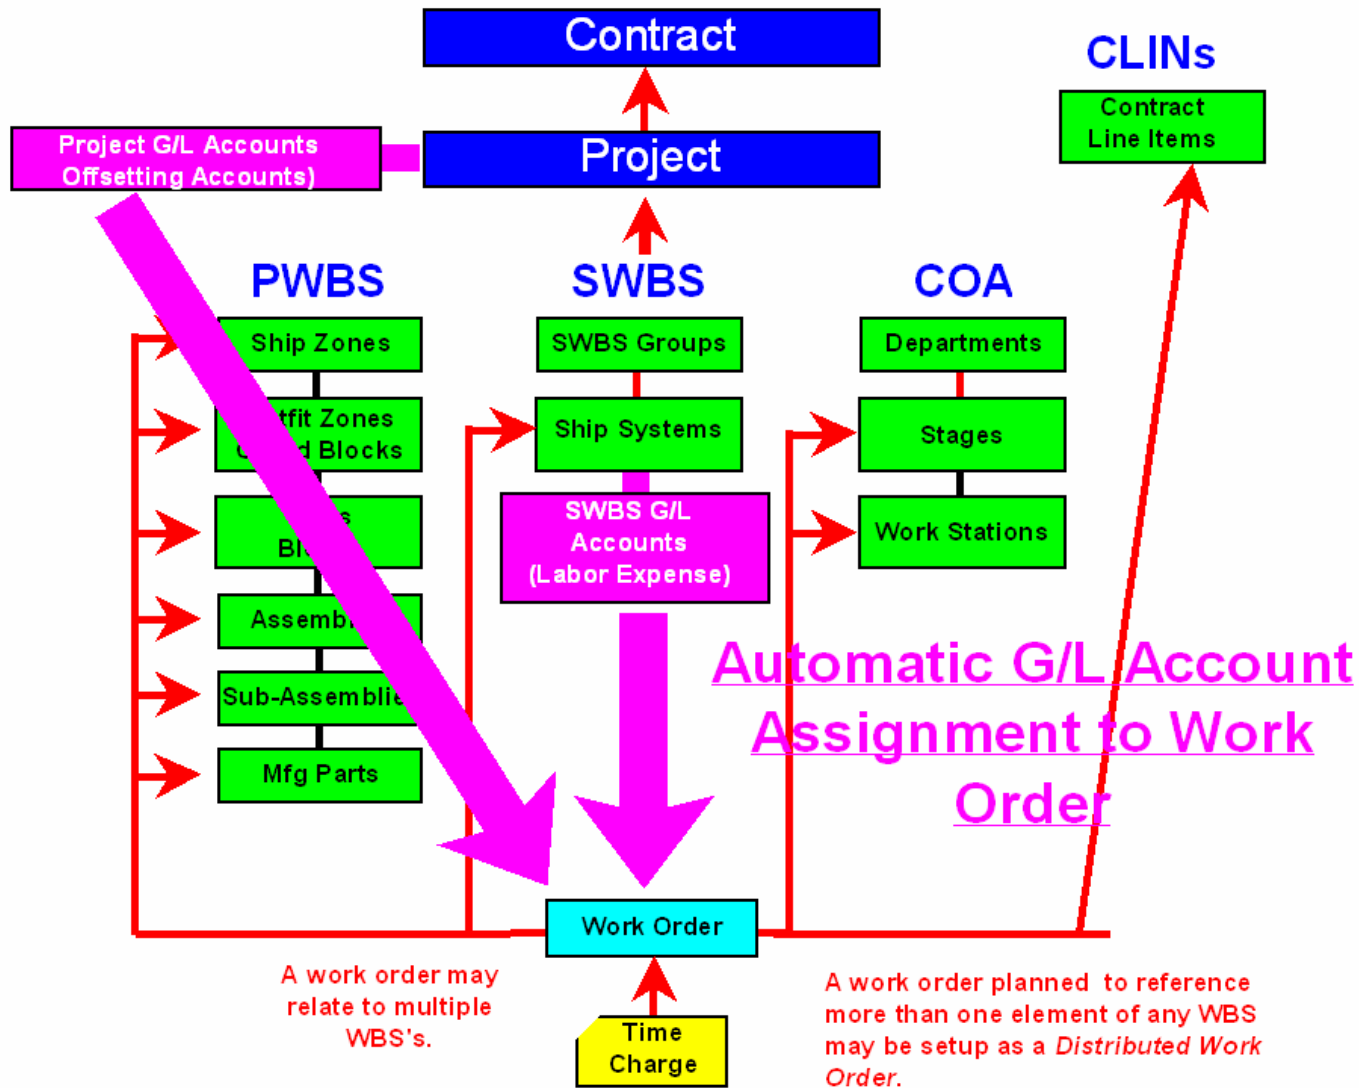 Contract
CLINs
Contract
Line Items
Project G/L Accounts
Offsetting Accounts)
Project
PWBS
SWBS
COA
Ship Zones
SWBS Groups
Departments
Zones
Blocks
Ship Systems
Stages
SWBS G/L
Accounts
(Labor Expense)
Work Stations
Sub-Assemblies
Mfg Parts
Automatic G/L Account
Assignment to Work
Order
Work Order
A work order may
relate to multiple
WBS's.
Time
Charge
A work order planned to reference
more than one element of any WBS
may be setup as a Distributed Work
Order.